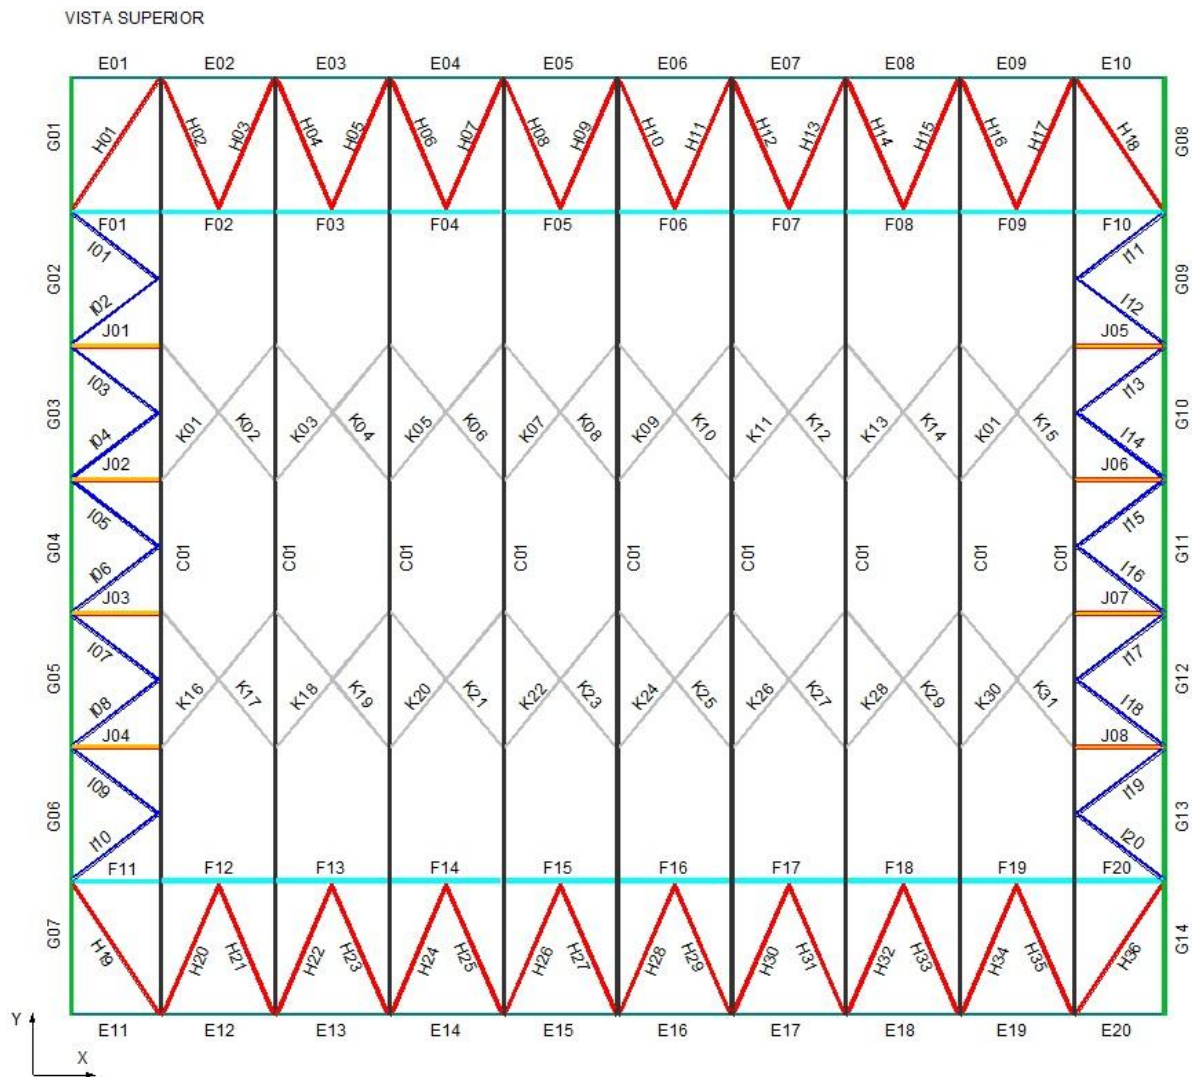 VISTA SUPERIOR
E01 E02 E03 E04 E05 E06 E07 E08 E09 E10
G01 H01 H02 H03 H04 H05 H06 H07 H08 H09 H10 H11 H12 H13 H14 H15 H16 H17 H18 G08
F01 F02 F03 F04 F05 F06 F07 F08 F09 F10
G02 I01 I11 G09
I02 I12
J01 J05
I03 I13
G03 K01 K02 K03 K04 K05 K06 K07 K08 K09 K10 K11 K12 K13 K14 K01 K15 G10
I04 I14
J02 J06
I05 I15
G04 C01 C01 C01 C01 C01 C01 C01 C01 G11
I06 I16
J03 J07
I07 I17
G05 K16 K17 K18 K19 K20 K21 K22 K23 K24 K25 K26 K27 K28 K29 K30 K31 G12
I08 I18
J04 J08
I09 I19
G06 G13
I10 I20
F11 F12 F13 F14 F15 F16 F17 F18 F19 F20
G07 H19 H20 H21 H22 H23 H24 H25 H26 H27 H28 H29 H30 H31 H32 H33 H34 H35 H36 G14
E11 E12 E13 E14 E15 E16 E17 E18 E19 E20
Y
X